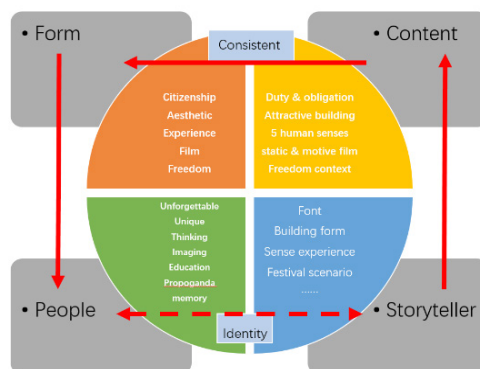 • Form
Consistent
• Content
Citizenship
Aesthetic
Experience
Film
Freedom
Duty & obligation
Attractive building
5 human senses
static & motive film
Freedom context
Unforgettable
Unique
Thinking
Imaging
Education
Propoganda
memory
Font
Building form
Sense experience
Festival scenario
......
• People
Identity
• Storyteller